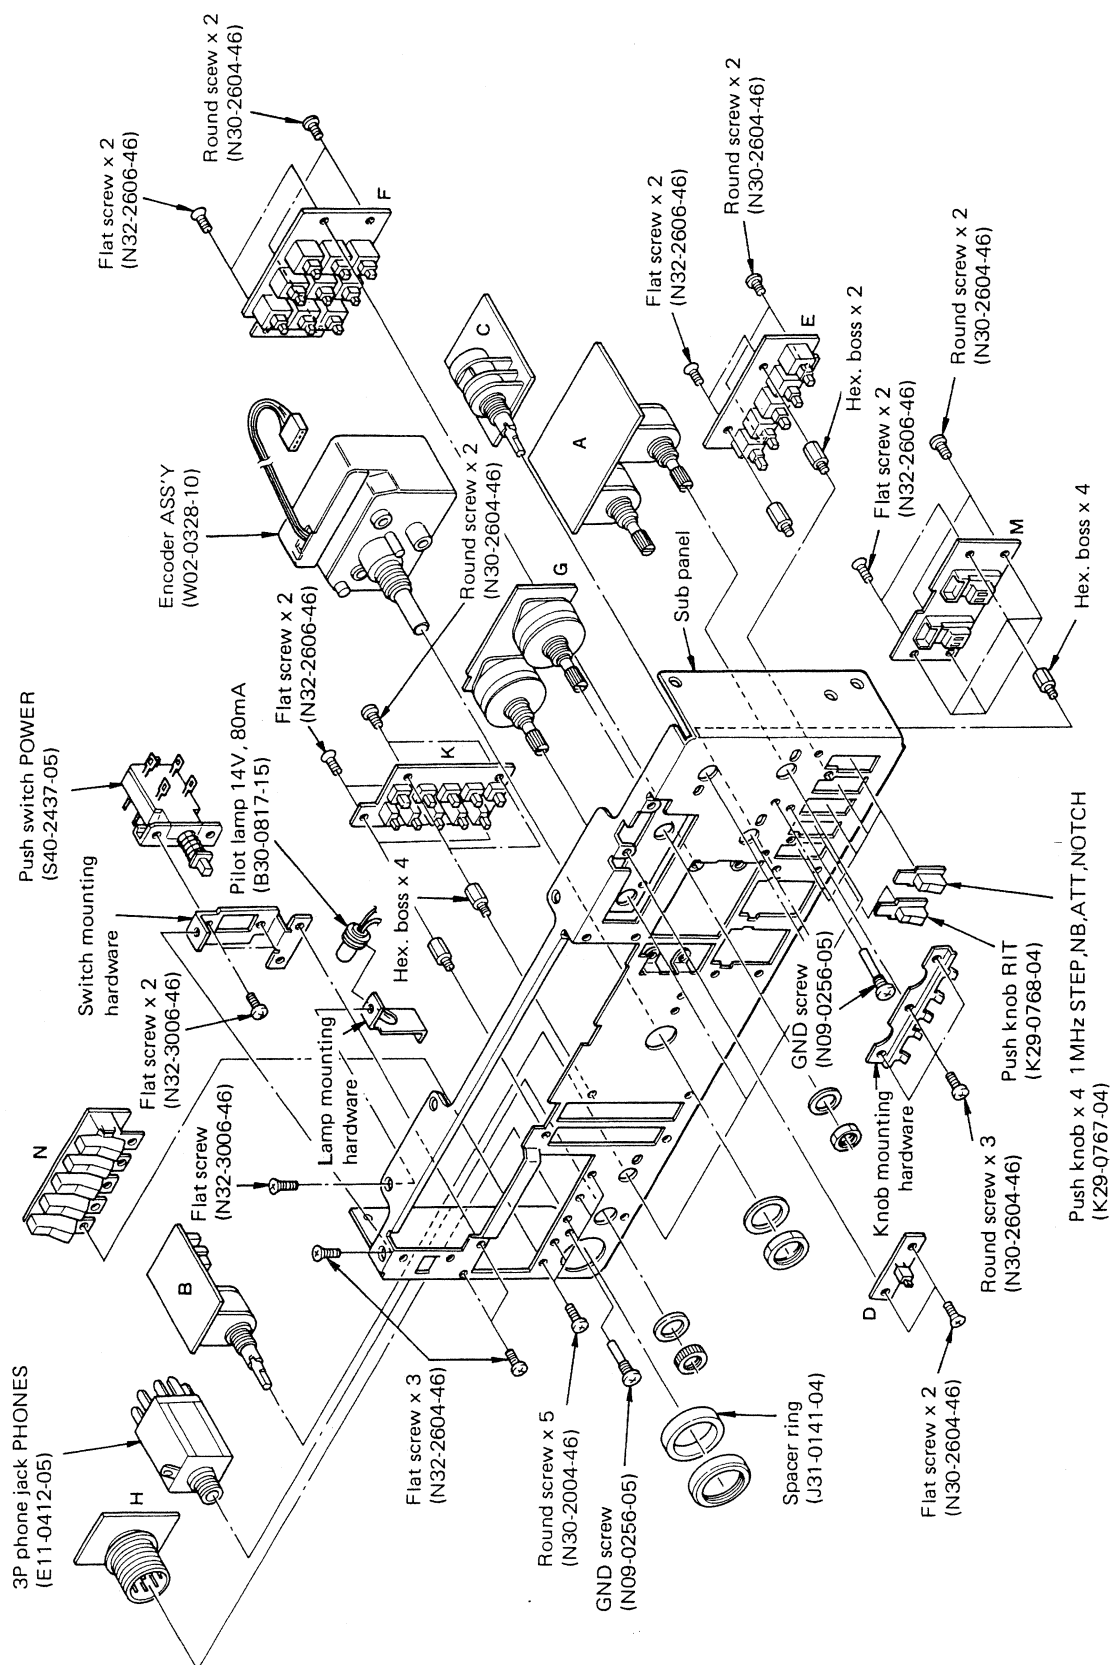 3P phone jack PHONES
(E11-0412-05)
H
B
N
Push switch POWER
(S40-2437-05)
Switch mounting
hardware
Flat screw x 2
(N32-3006-46)
Flat screw
(N32-3006-46)
Pilot lamp 14V, 80mA
(B30-0817-15)
Lamp mounting
hardware
Hex. boss x 4
Flat screw x 2
(N32-2606-46)
K
Round screw x 2
(N30-2604-46)
Encoder ASS'Y
(W02-0328-10)
G
Flat screw x 2
(N32-2606-46)
Round scew x 2
(N30-2604-46)
F
C
A
Flat screw x 2
(N32-2606-46)
Round screw x 2
(N30-2604-46)
E
Hex. boss x 2
Sub panel
Flat screw x 2
(N32-2606-46)
Round screw x 2
(N30-2604-46)
M
Hex. boss x 4
Flat screw x 3
(N32-2604-46)
Round screw x 5
(N30-2004-46)
GND screw
(N09-0256-05)
Spacer ring
(J31-0141-04)
D
Flat screw x 2
(N30-2604-46)
GND screw
(N09-0256-05)
Knob mounting
hardware
Round screw x 3
(N30-2604-46)
Push knob RIT
(K29-0768-04)
Push knob x 4 1MHz STEP,NB,ATT,NOTCH
(K29-0767-04)